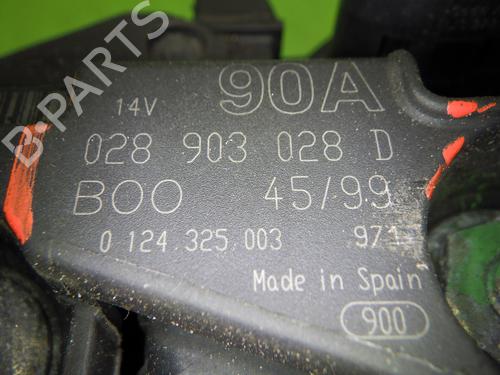 B-PARTS
90A
14V
028 903 028 D
BOO 45/99
0 124 325 003 971
Made in Spain
900